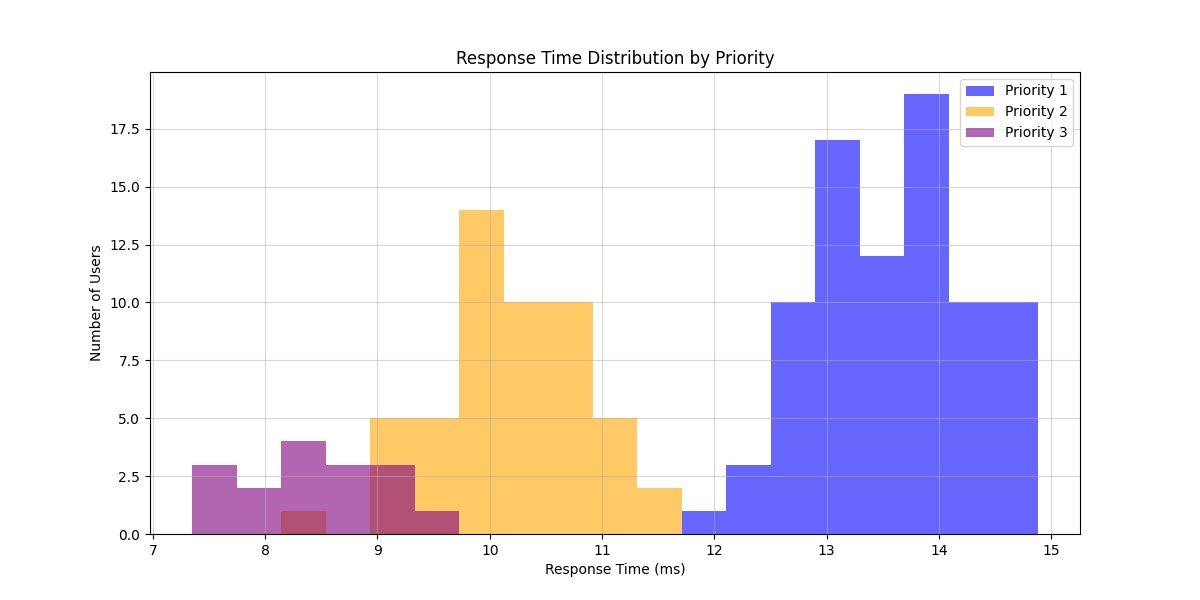 Response Time Distribution by Priority
Priority 1
Priority 2
Priority 3
Number of Users
17.5
15.0
12.5
10.0
7.5
5.0
2.5
0.0
7 8 9 10 11 12 13 14 15
Response Time (ms)